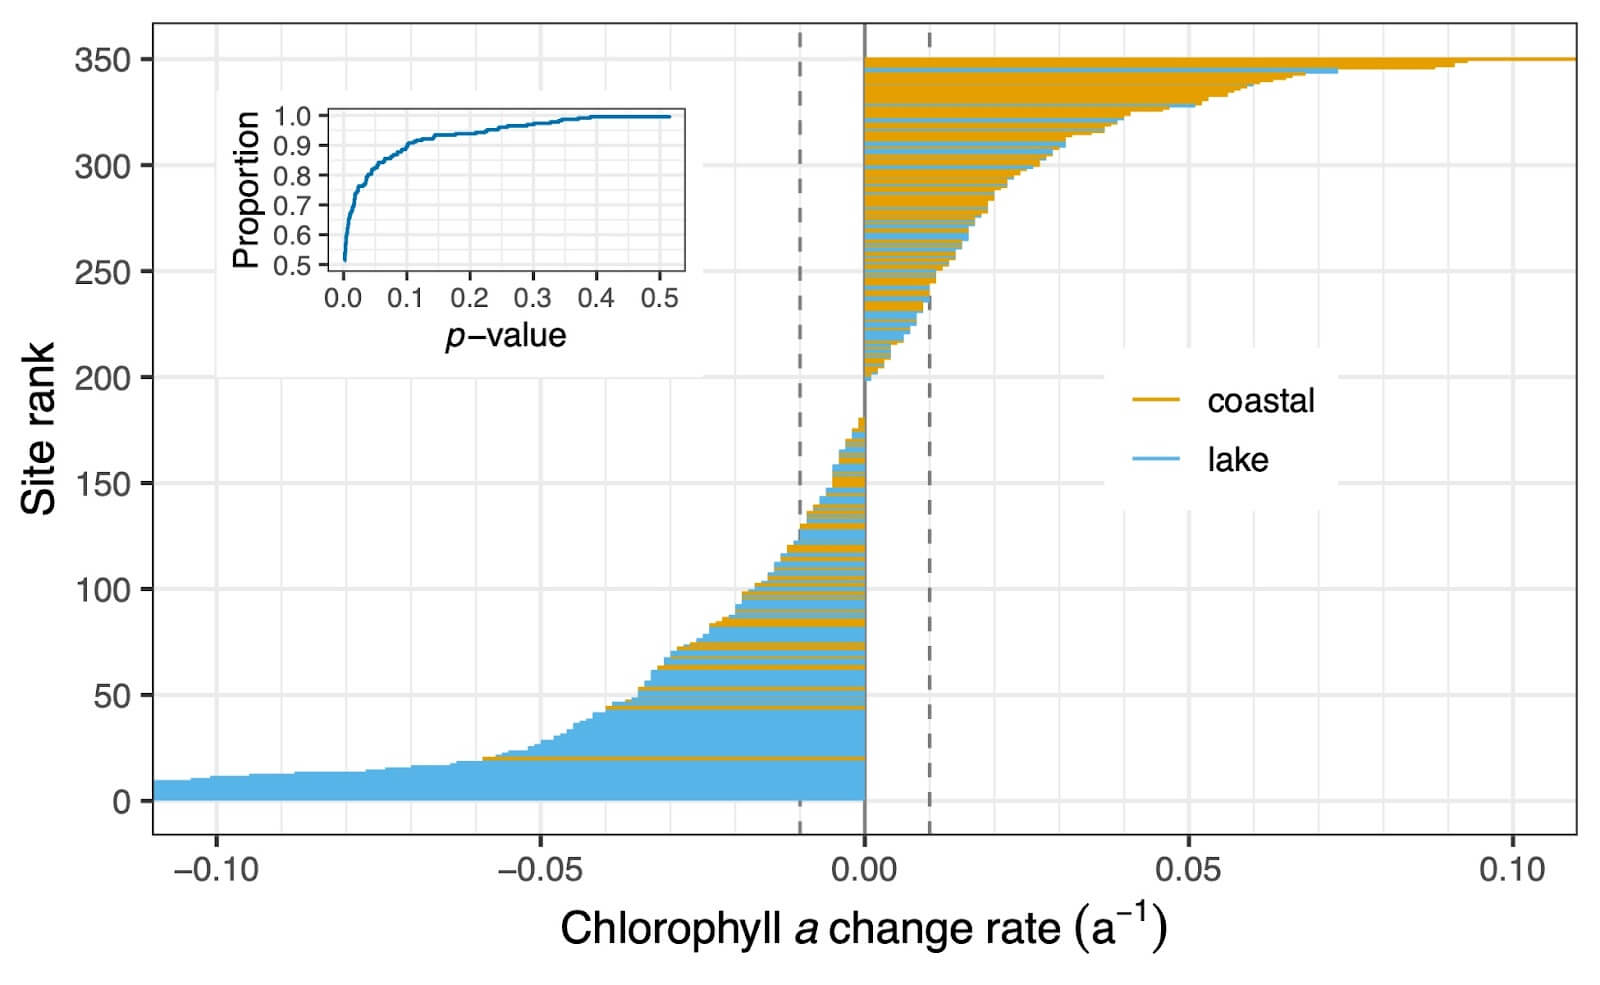 350
300
250
200
150
100
50
0
Site rank
1.0
0.9
0.8
0.7
0.6
0.5
Proportion
0.0 0.1 0.2 0.3 0.4 0.5
p−value
coastal
lake
−0.10 −0.05 0.00 0.05 0.10
Chlorophyll a change rate (a⁻¹)